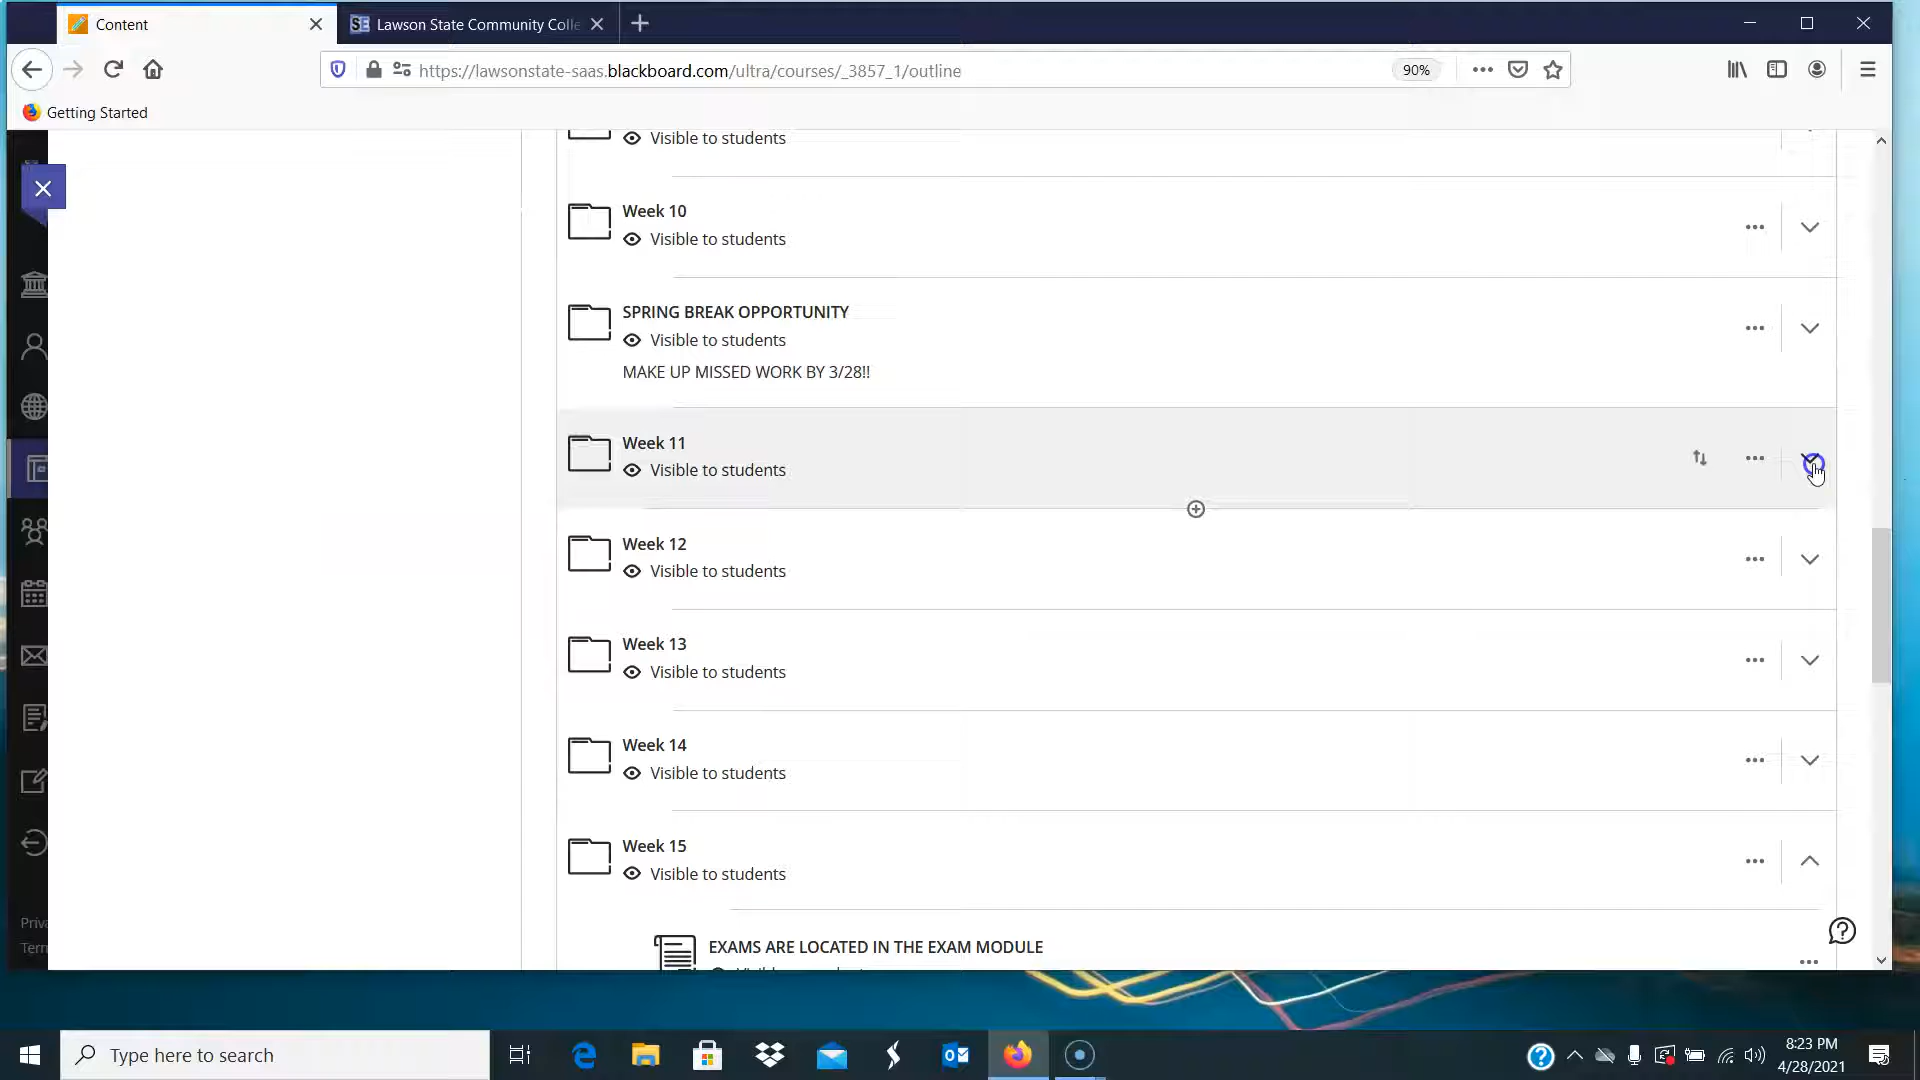 Content
Lawson State Community Colle
https://lawsonstate-saas.blackboard.com/ultra/courses/_3857_1/outline
90%
Getting Started
Visible to students
Week 10
Visible to students
SPRING BREAK OPPORTUNITY
Visible to students
MAKE UP MISSED WORK BY 3/28!!
Week 11
Visible to students
Week 12
Visible to students
Week 13
Visible to students
Week 14
Visible to students
Week 15
Visible to students
EXAMS ARE LOCATED IN THE EXAM MODULE
Priva
Term
Type here to search
8:23 PM
4/28/2021